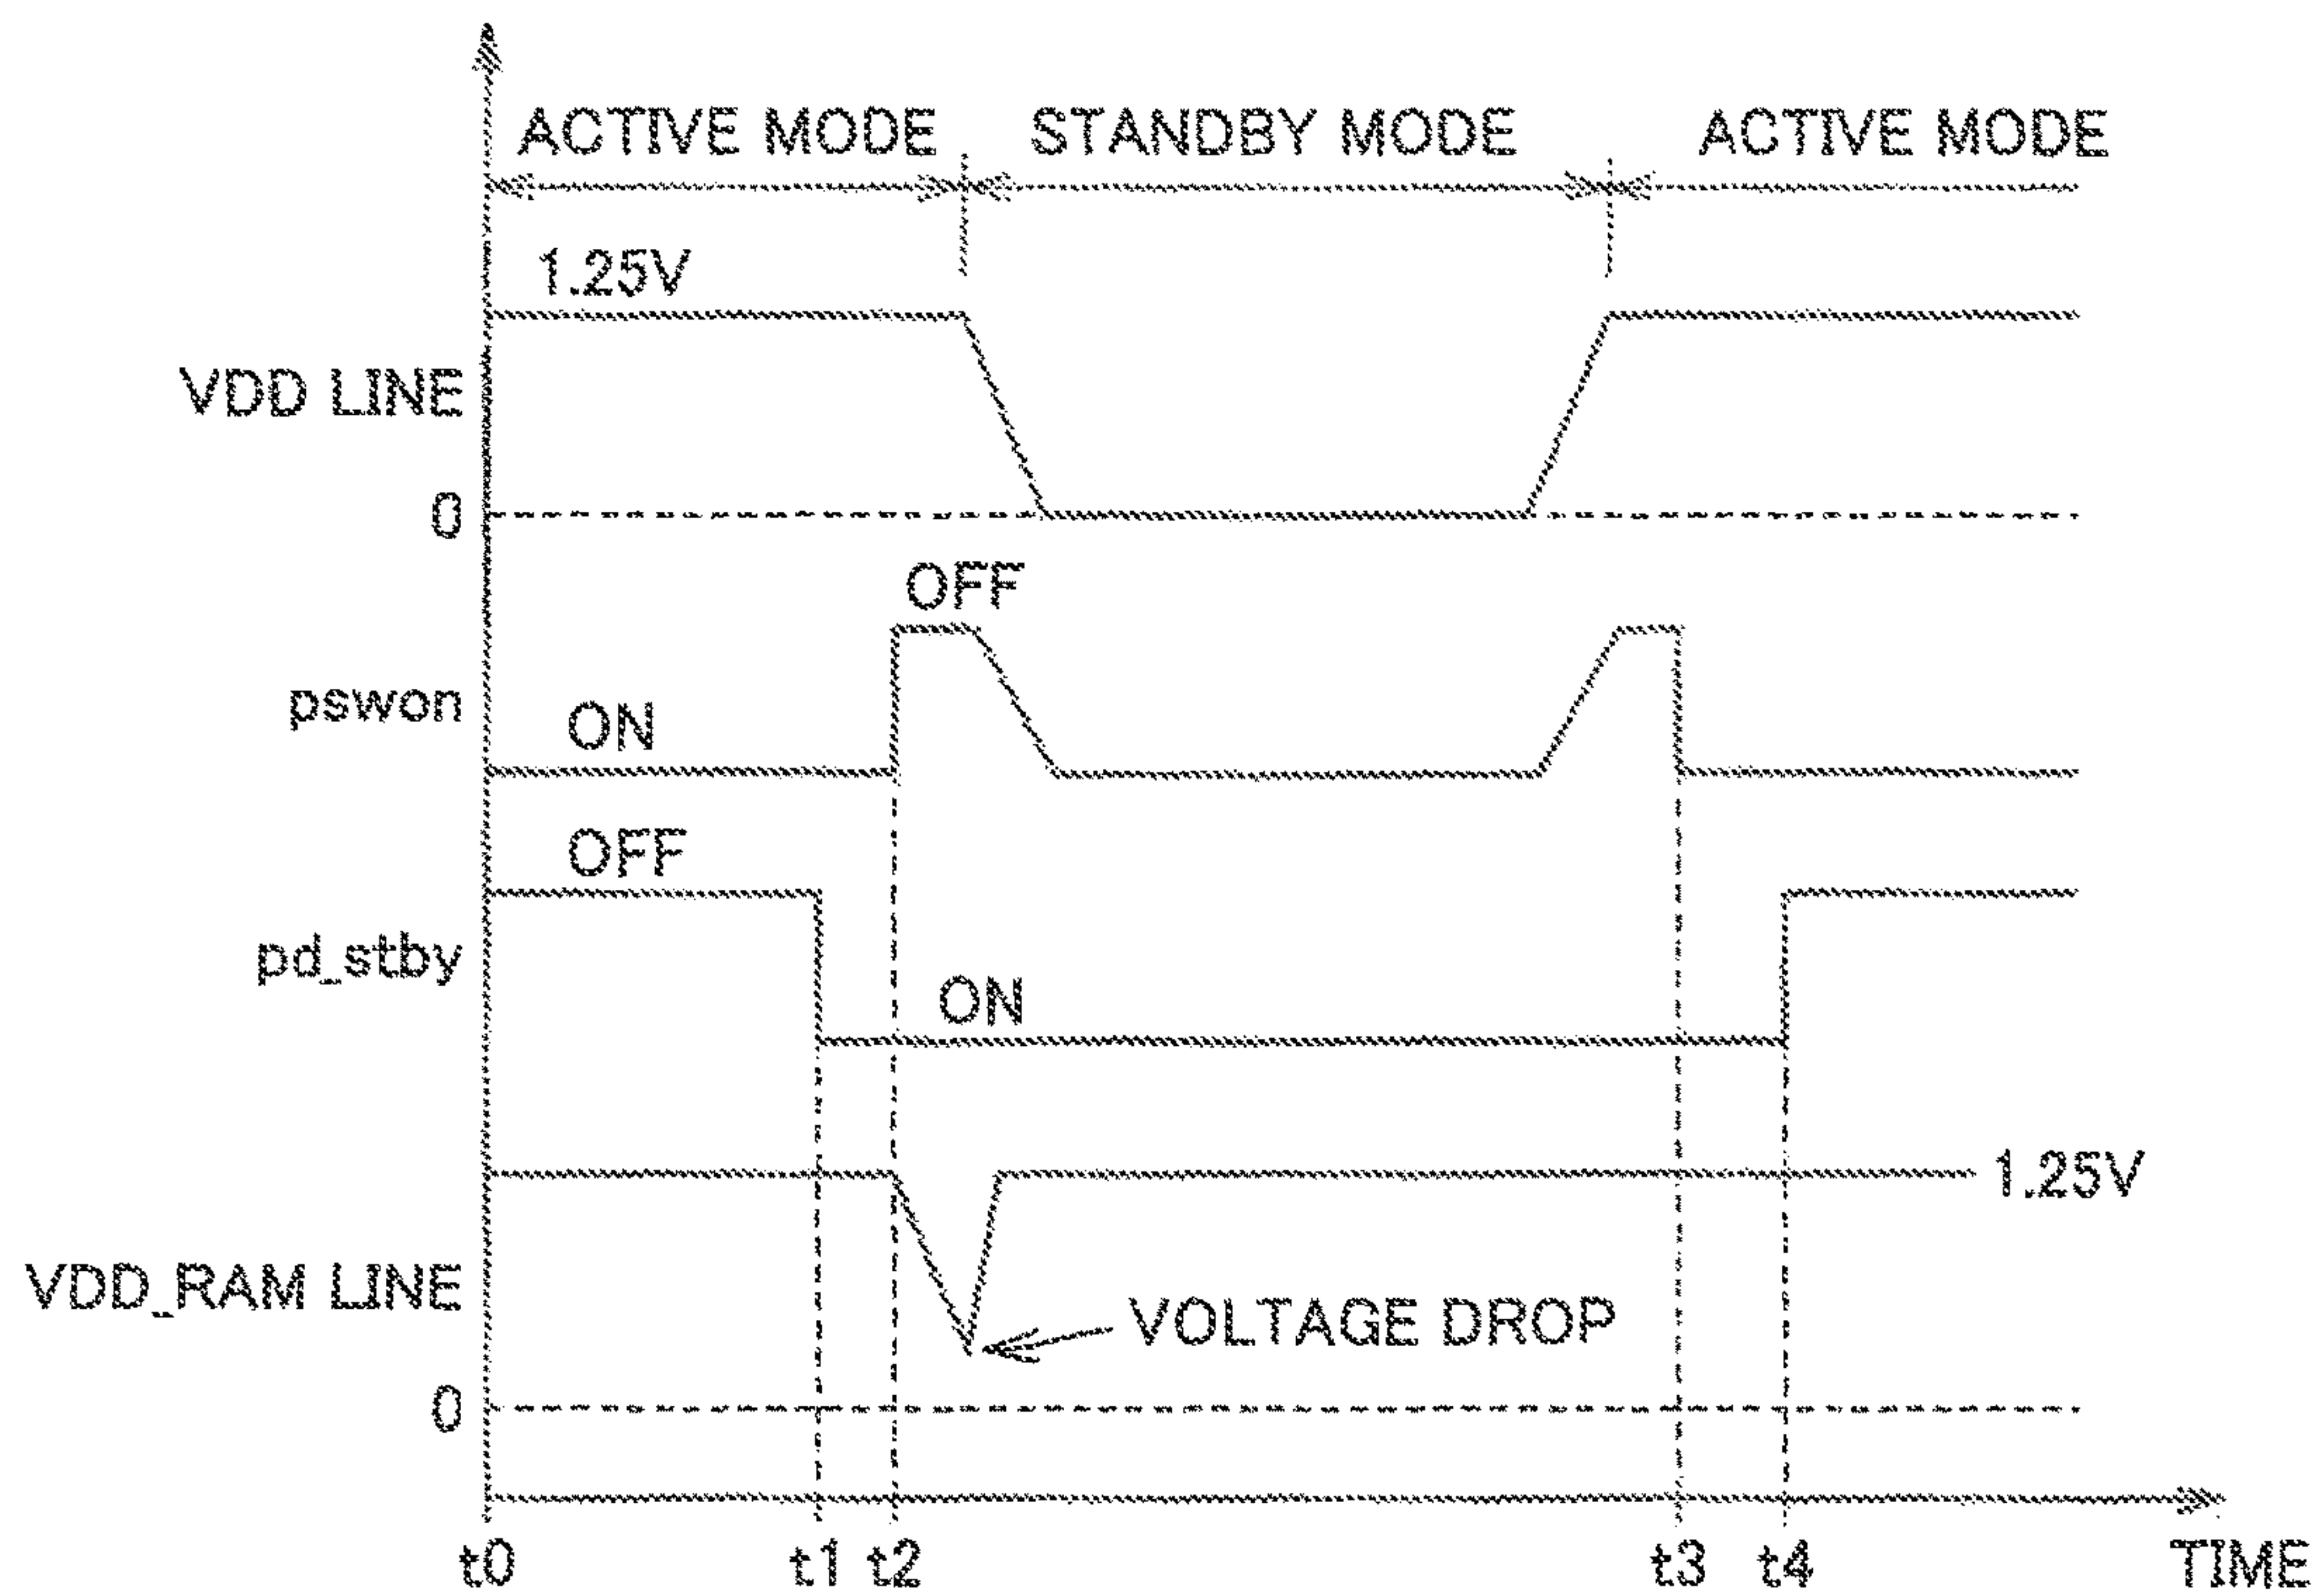 ACTIVE MODE STANDBY MODE ACTIVE MODE
1.25V
VDD LINE
0
OFF
pswon
ON
OFF
pd_stby
ON
1.25V
VDD_RAM LINE
VOLTAGE DROP
0
t0 t1 t2 t3 t4 TIME